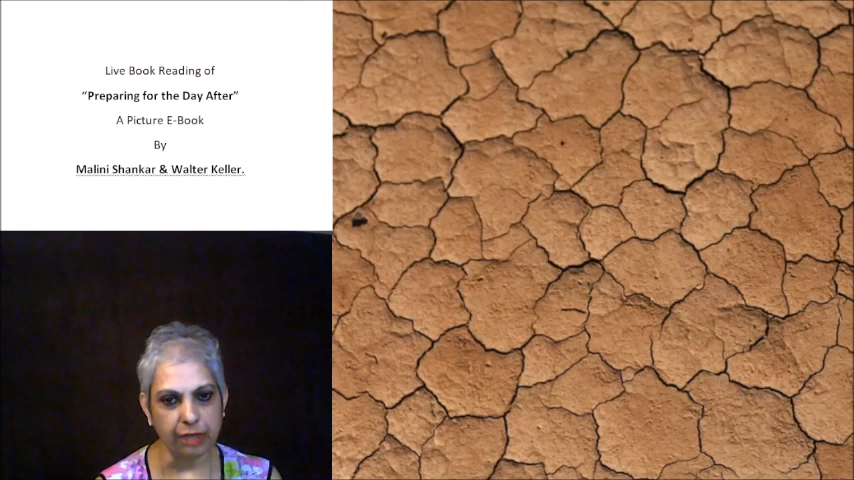 Live Book Reading of
“Preparing for the Day After”
A Picture E-Book
By
Malini Shankar & Walter Keller.